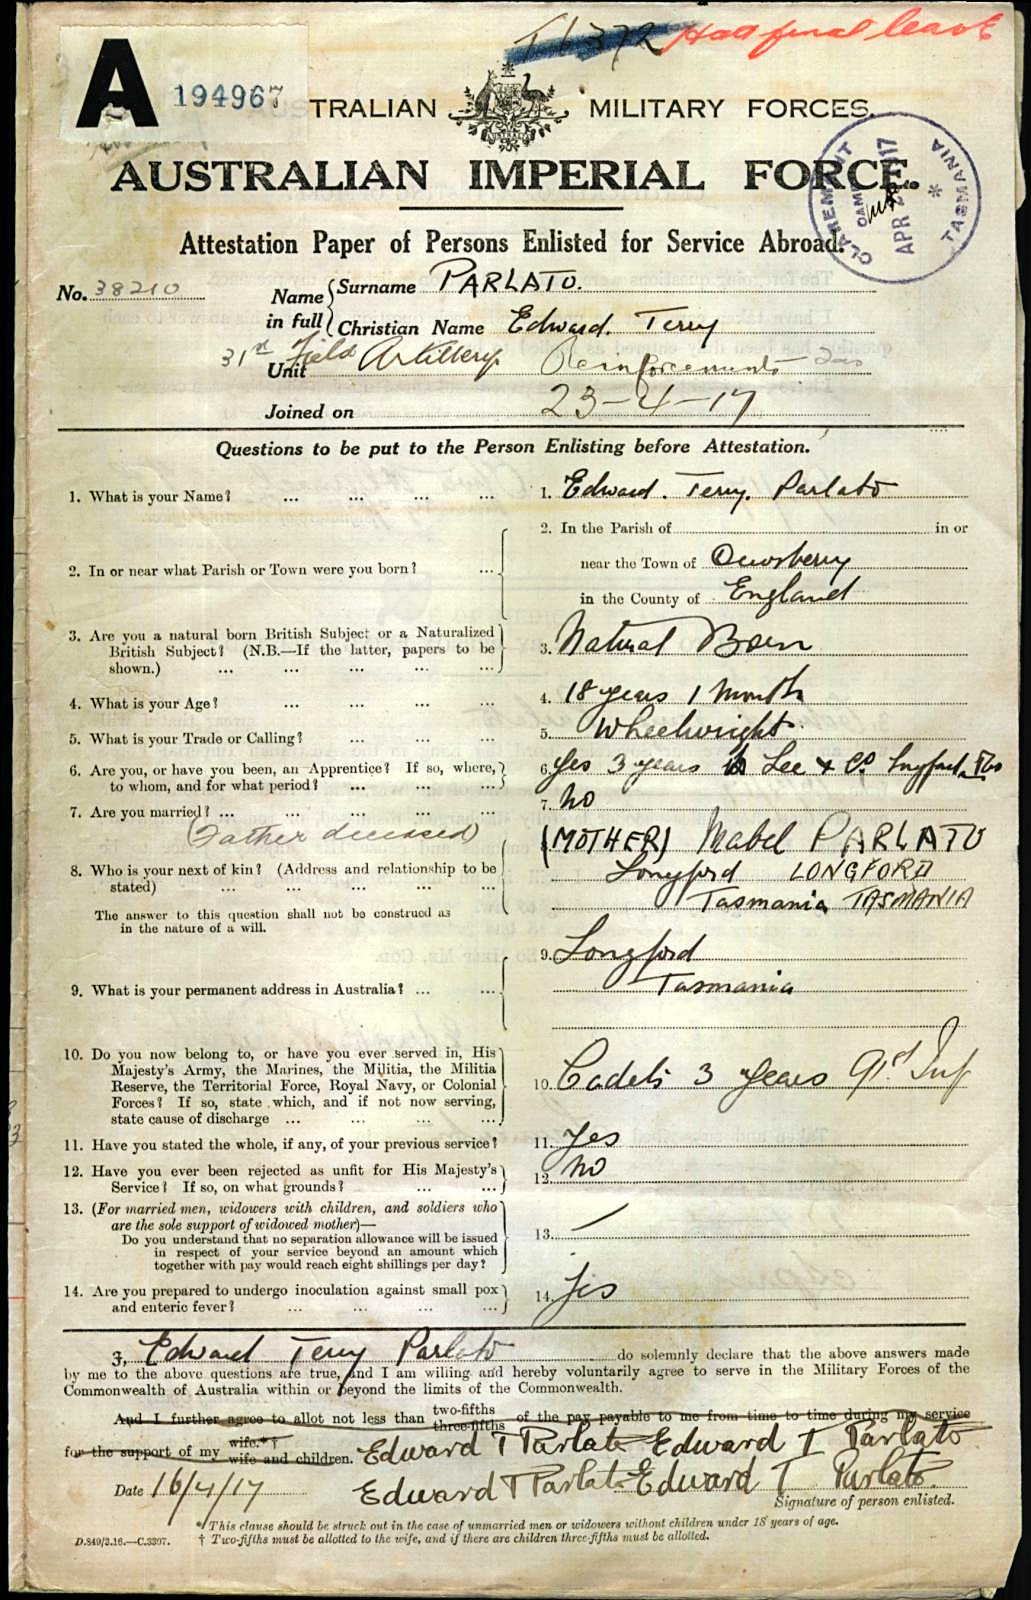 T6372 Had final leave
A 194967
TRALIAN MILITARY FORCES.
AUSTRALIA
AUSTRALIAN IMPERIAL FORCE.
CLAREMONT CAMP APR 2 1917 * TASMANIA
Attestation Paper of Persons Enlisted for Service Abroad.
No. 38210
Name in full { Surname PARLATO.
Christian Name Edward. Terry
Unit 31st Field Artillery Reinforcements Tas
Joined on 23-4-17
Questions to be put to the Person Enlisting before Attestation.
1. What is your Name? ... ... ... ... 1. Edward. Terry. Parlato
2. In or near what Parish or Town were you born? ... 2. In the Parish of in or
near the Town of Dewsberry
in the County of England
3. Are you a natural born British Subject or a Naturalized
British Subject? (N.B.—If the latter, papers to be
shown.) ... ... ... ... 3. Natural Born
4. What is your Age? ... ... ... ... 4. 18 years 1 month
5. What is your Trade or Calling? ... ... ... 5. Wheelwright.
6. Are you, or have you been, an Apprentice? If so, where,
to whom, and for what period? ... ... ... 6. Yes 3 years Lee & Co. Longford Tas
7. Are you married? ... ... ... ... 7. No
(Father deceased)
8. Who is your next of kin? (Address and relationship to be
stated) ... ... ... ...
The answer to this question shall not be construed as
in the nature of a will.
(MOTHER) Mabel PARLATO
Longford LONGFORD
Tasmania TASMANIA
9. What is your permanent address in Australia? ... ... 9. Longford
Tasmania
10. Do you now belong to, or have you ever served in, His
Majesty's Army, the Marines, the Militia, the Militia
Reserve, the Territorial Force, Royal Navy, or Colonial
Forces? If so, state which, and if not now serving,
state cause of discharge ... ... ... ... 10. Cadets 3 years 91st Inf
11. Have you stated the whole, if any, of your previous service? 11. Yes
12. Have you ever been rejected as unfit for His Majesty's
Service? If so, on what grounds? ... ... 12. No
13. (For married men, widowers with children, and soldiers who
are the sole support of widowed mother)—
Do you understand that no separation allowance will be issued
in respect of your service beyond an amount which
together with pay would reach eight shillings per day? 13. /
14. Are you prepared to undergo inoculation against small pox
and enteric fever? ... ... ... 14. Yes
I, Edward Terry Parlato do solemnly declare that the above answers made
by me to the above questions are true, and I am willing and hereby voluntarily agree to serve in the Military Forces of the
Commonwealth of Australia within or beyond the limits of the Commonwealth.
And I further agree to allot not less than two-fifths three-fifths of the pay payable to me from time to time during my service
for the support of my wife.*† wife and children. Edward T Parlato Edward T Parlato
Date 16/4/17 Edward T Parlato Edward T Parlato
Signature of person enlisted.
* This clause should be struck out in the case of unmarried men or widowers without children under 18 years of age.
D.849/2.16.—C.3397. † Two-fifths must be allotted to the wife, and if there are children three-fifths must be allotted.